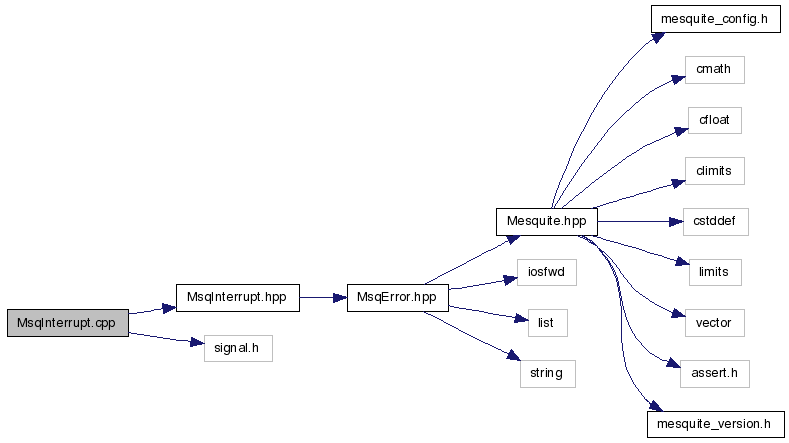 mesquite_config.h
cmath
cfloat
climits
Mesquite.hpp
cstddef
iosfwd
limits
MsqInterrupt.hpp
MsqError.hpp
MsqInterrupt.cpp
list
vector
signal.h
string
assert.h
mesquite_version.h